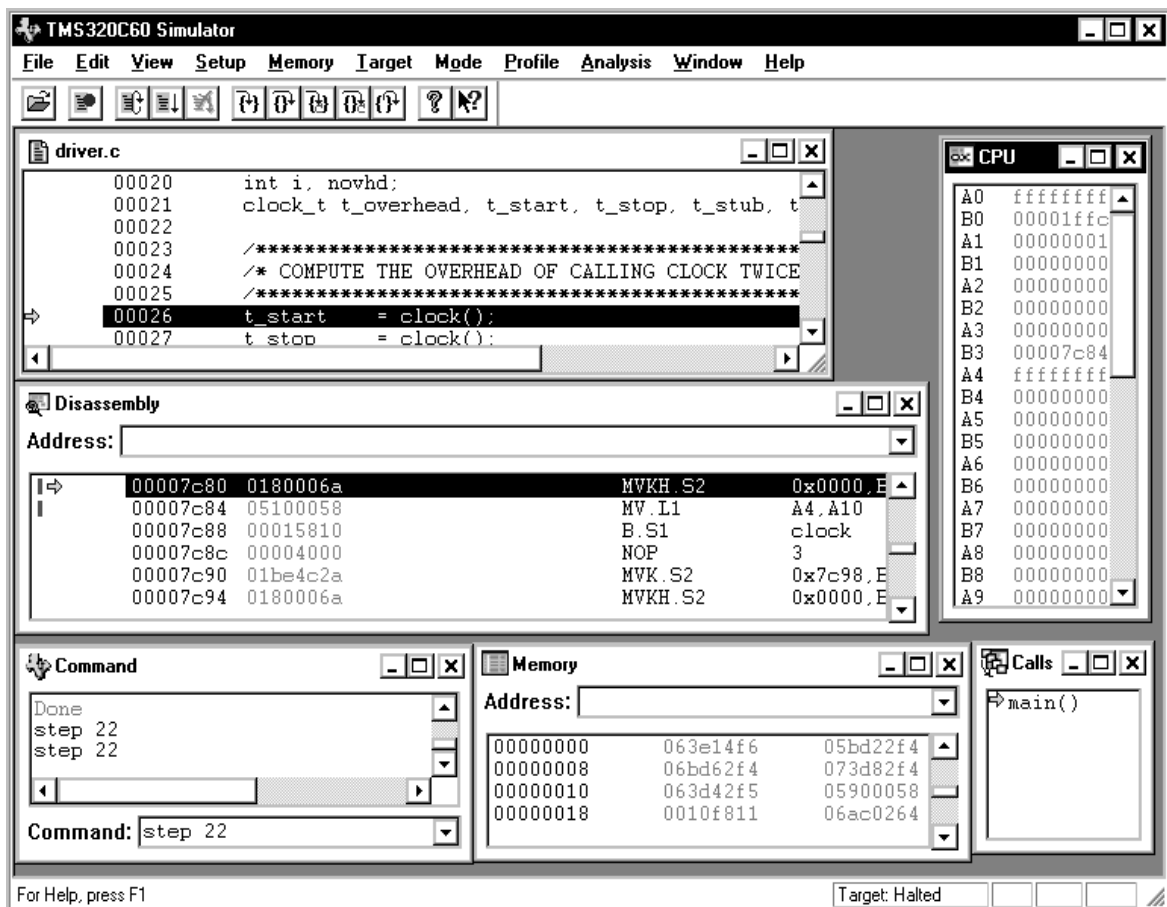 TMS320C60 Simulator
File Edit View Setup Memory Target Mode Profile Analysis Window Help
driver.c
00020 int i, novhd;
00021 clock_t t_overhead, t_start, t_stop, t_stub, t
00022
00023 /************************************************
00024 /* COMPUTE THE OVERHEAD OF CALLING CLOCK TWICE
00025 /************************************************
00026 t_start = clock();
00027 t_stop = clock();
CPU
A0 ffffffff
B0 00001ffc
A1 00000001
B1 00000000
A2 00000000
B2 00000000
A3 00000000
B3 00007c84
A4 ffffffff
B4 00000000
A5 00000000
B5 00000000
A6 00000000
B6 00000000
A7 00000000
B7 00000000
A8 00000000
B8 00000000
A9 00000000
Disassembly
Address:
00007c80 0180006a MVKH.S2 0x0000,B
00007c84 05100058 MV.L1 A4,A10
00007c88 00015810 B.S1 clock
00007c8c 00004000 NOP 3
00007c90 01be4c2a MVK.S2 0x7c98,B
00007c94 0180006a MVKH.S2 0x0000,B
Command
Done
step 22
step 22
Command: step 22
Memory
Address:
00000000 063e14f6 05bd22f4
00000008 06bd62f4 073d82f4
00000010 063d42f5 05900058
00000018 0010f811 06ac0264
Calls
main()
For Help, press F1
Target: Halted